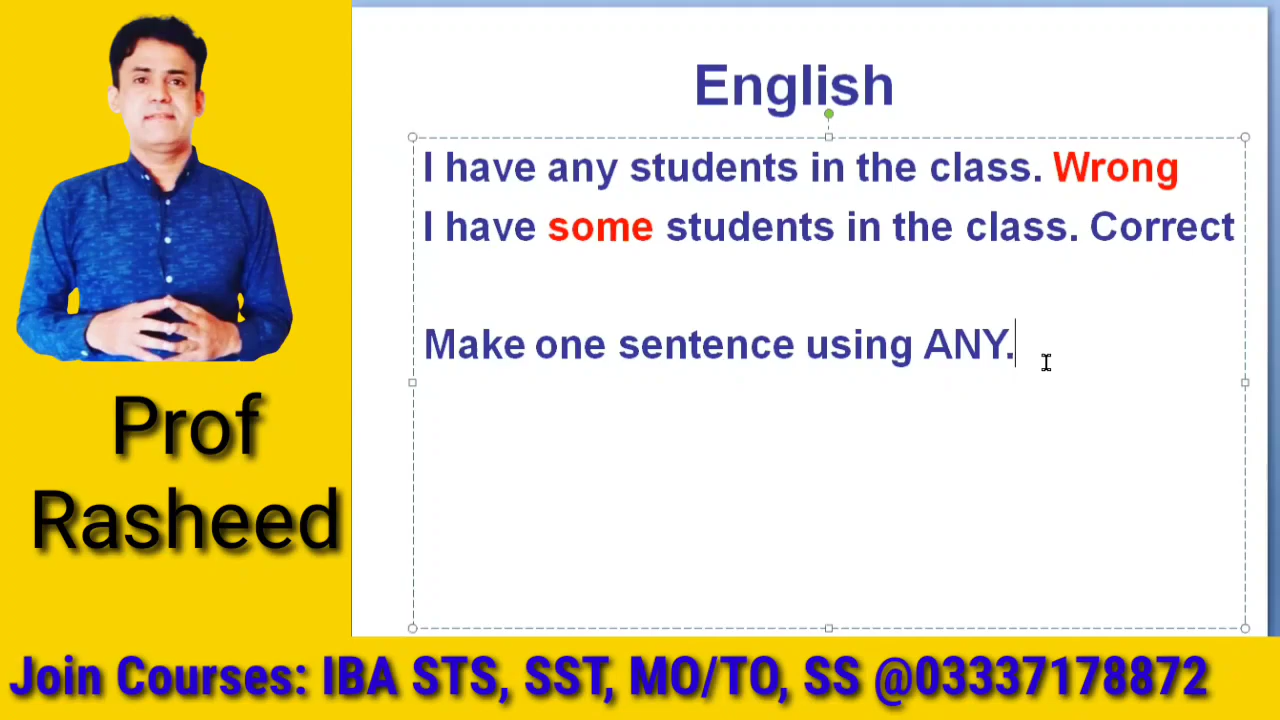 English
I have any students in the class. Wrong
I have some students in the class. Correct
Make one sentence using ANY.
Prof
Rasheed
Join Courses: IBA STS, SST, MO/TO, SS @03337178872